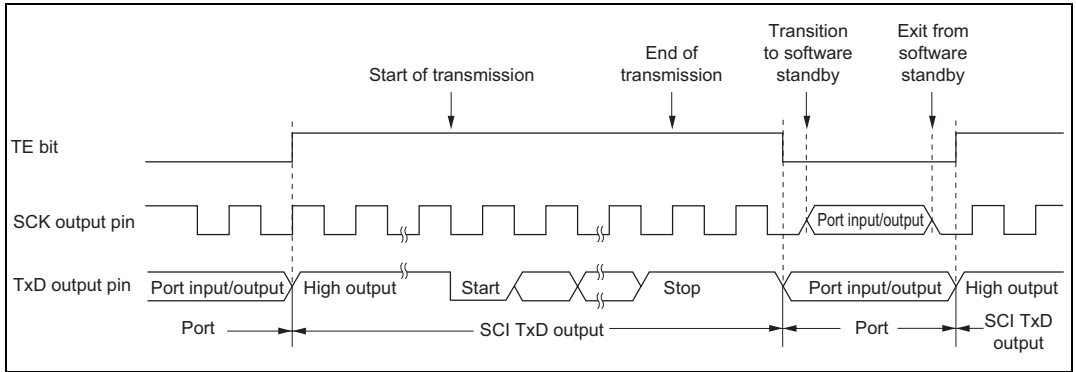 Transition
to software
standby
Exit from
software
standby
End of
transmission
Start of transmission
TE bit
SCK output pin
Port input/output
TxD output pin
Port input/output
High output
Start
Stop
Port input/output
High output
Port
SCI TxD output
Port
SCI TxD
output